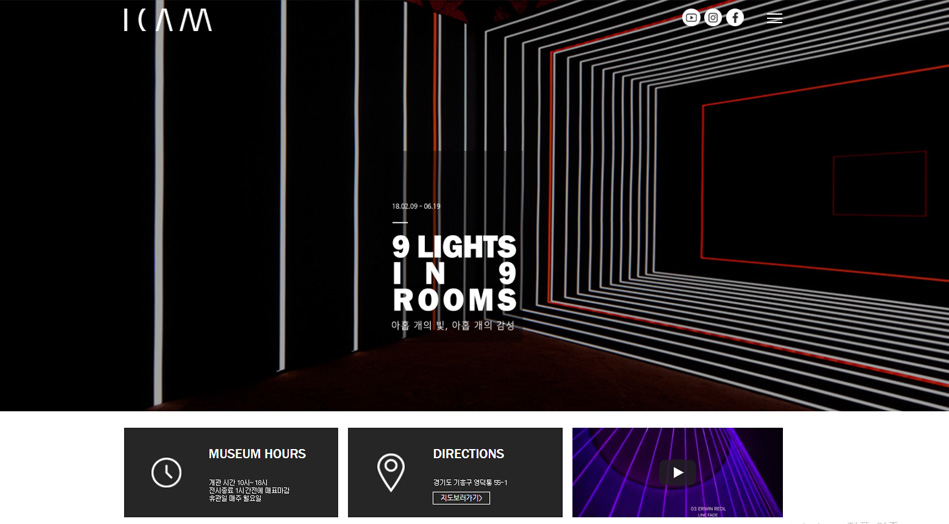 ICAM
18.02.09 - 06.19
9 LIGHTS
IN 9
ROOMS
아홉 개의 빛, 아홉 개의 감성
MUSEUM HOURS
개관 시간 10시~18시
전시종료 1시간전에 매표마감
휴관일 매주 월요일
DIRECTIONS
경기도 기흥구 영덕동 55-1
지도보러가기>
03 ERWIN REDL
LINE FADE